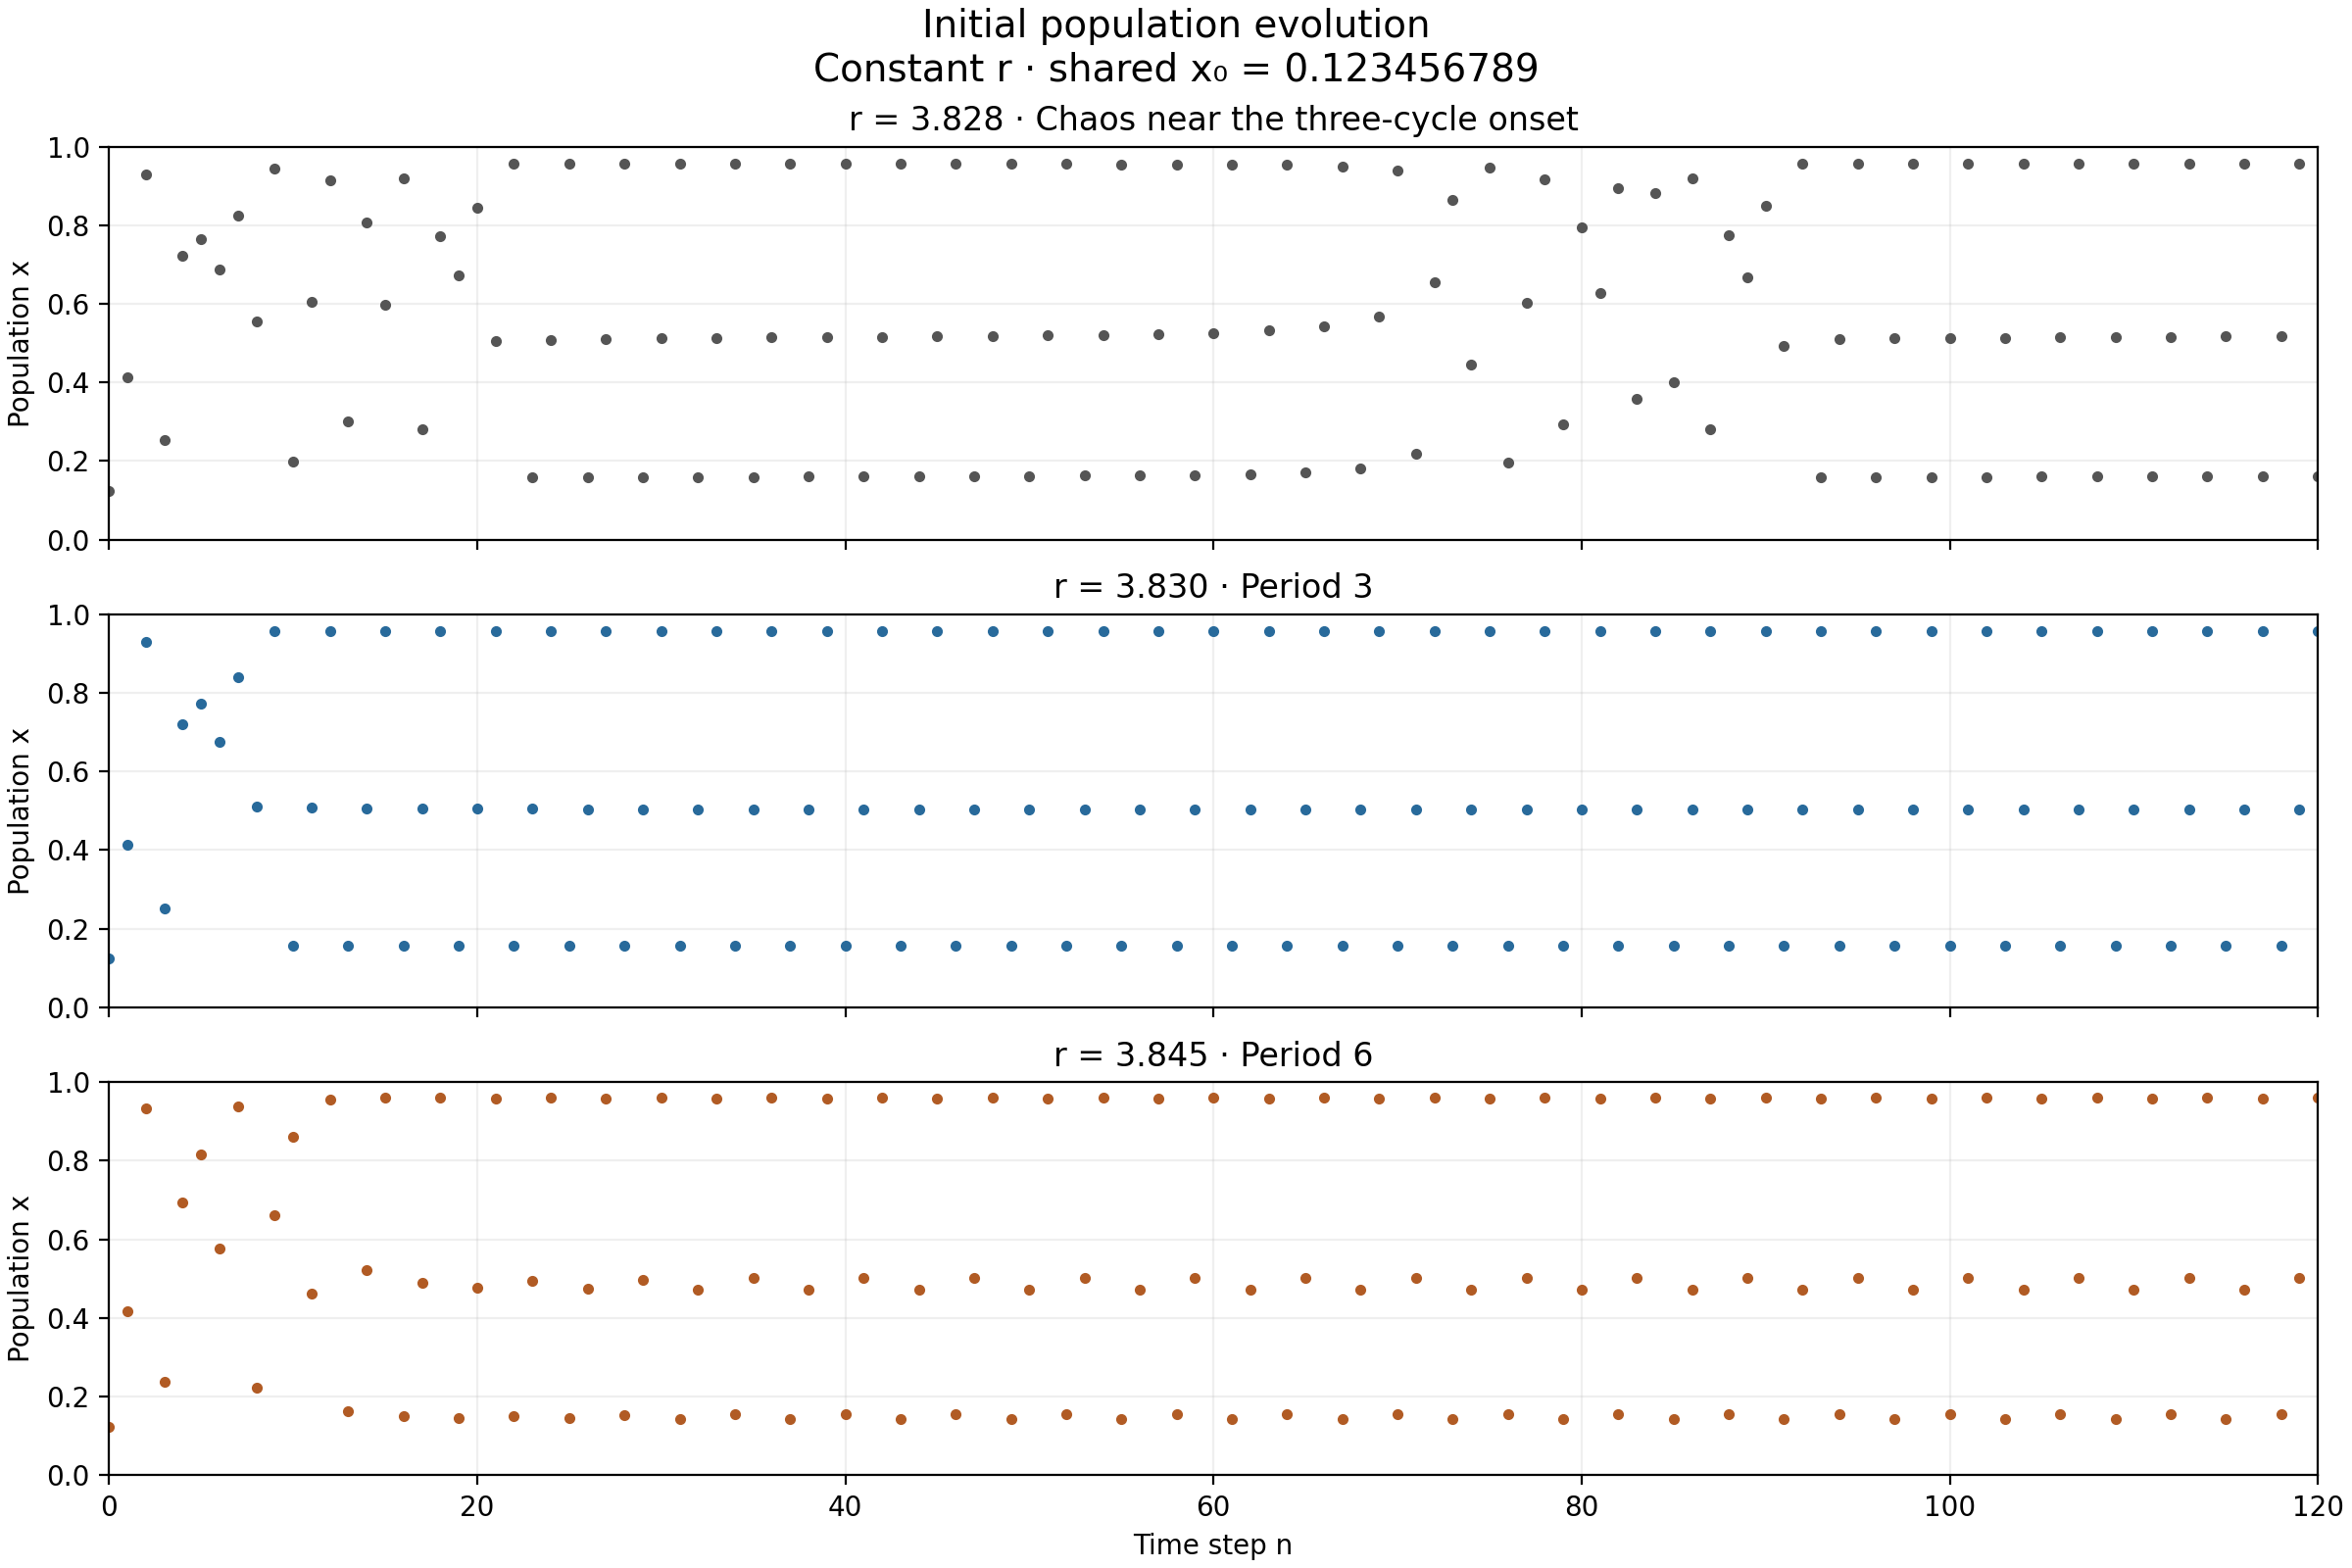 Initial population evolution
Constant r · shared x₀ = 0.123456789
r = 3.828 · Chaos near the three-cycle onset
1.0
0.8
0.6
0.4
0.2
0.0
Population x
r = 3.830 · Period 3
1.0
0.8
0.6
0.4
0.2
0.0
Population x
r = 3.845 · Period 6
1.0
0.8
0.6
0.4
0.2
0.0
Population x
0 20 40 60 80 100 120
Time step n